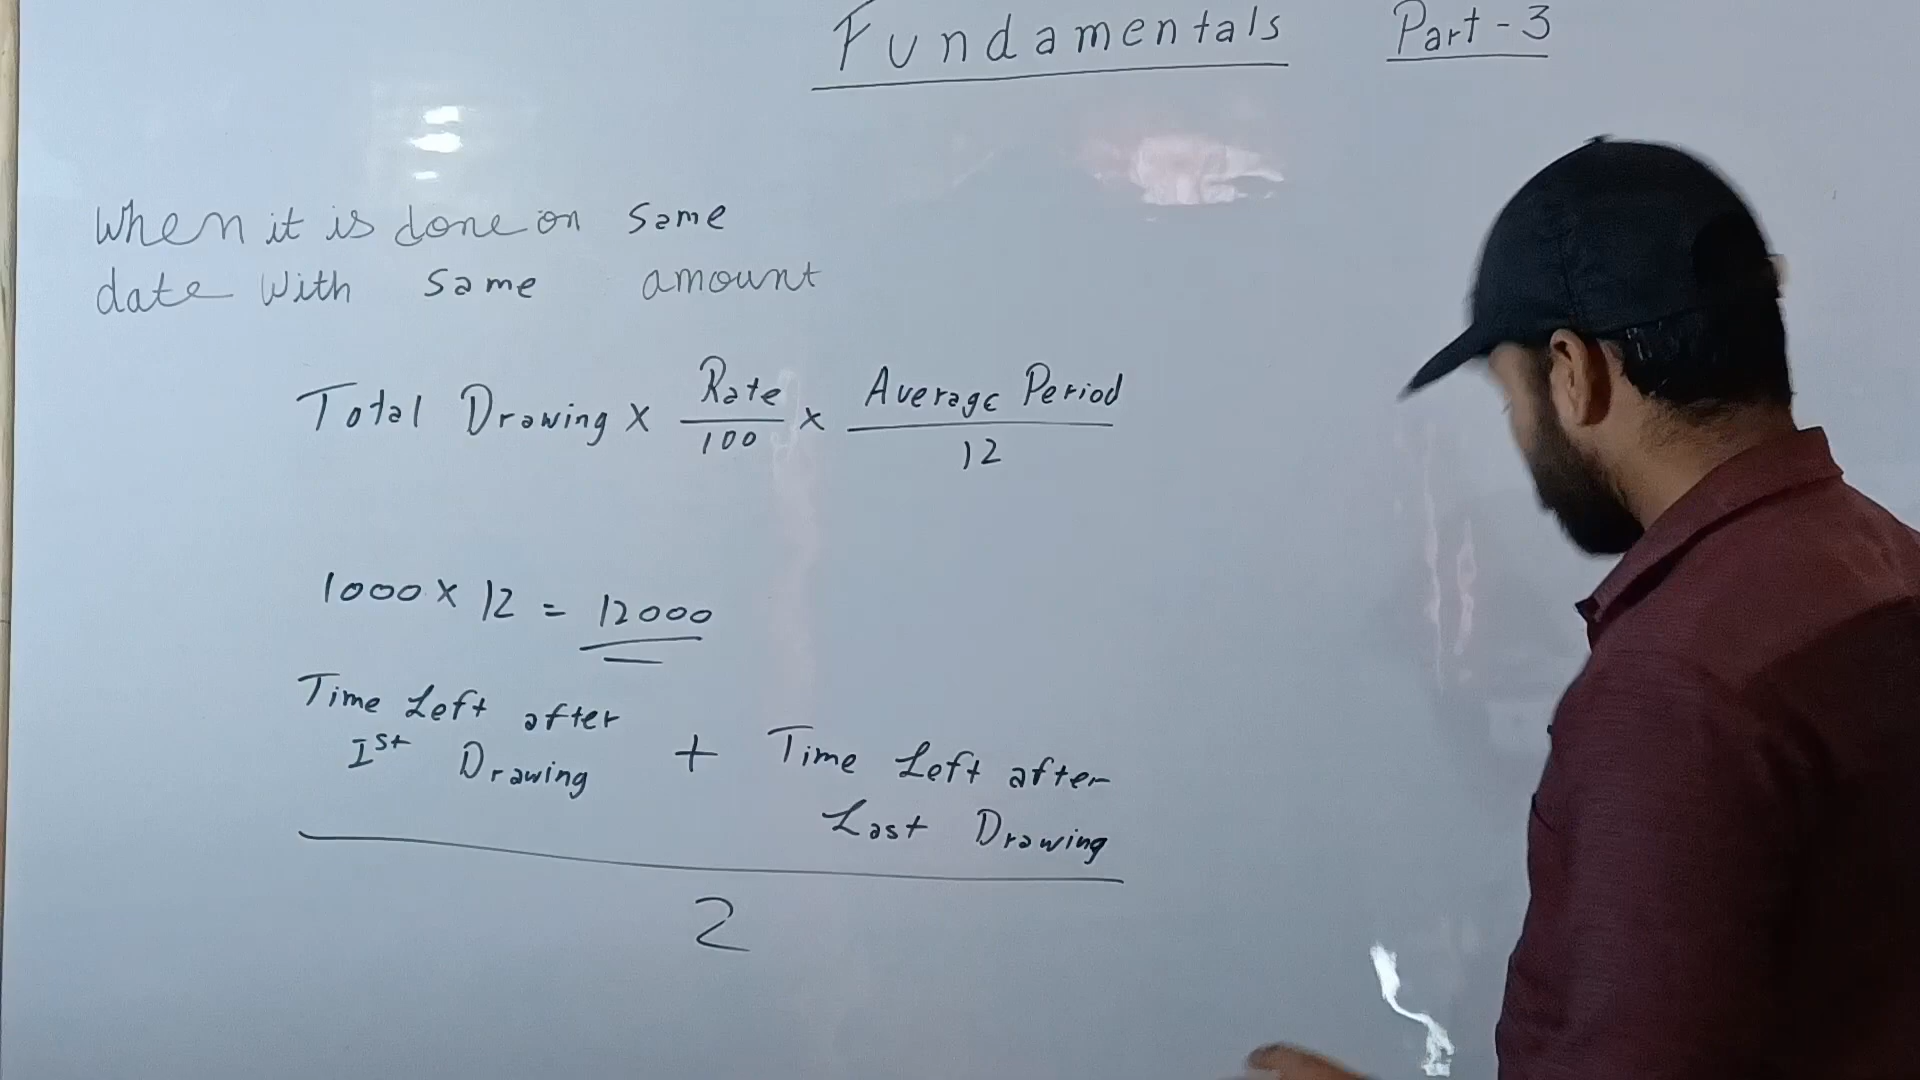 Fundamentals Part-3
When it is done on same
date with same amount
Total Drawing × Rate/100 × Average Period/12
1000 × 12 = 12000
Time Left after
Ist Drawing + Time Left after
Last Drawing
2